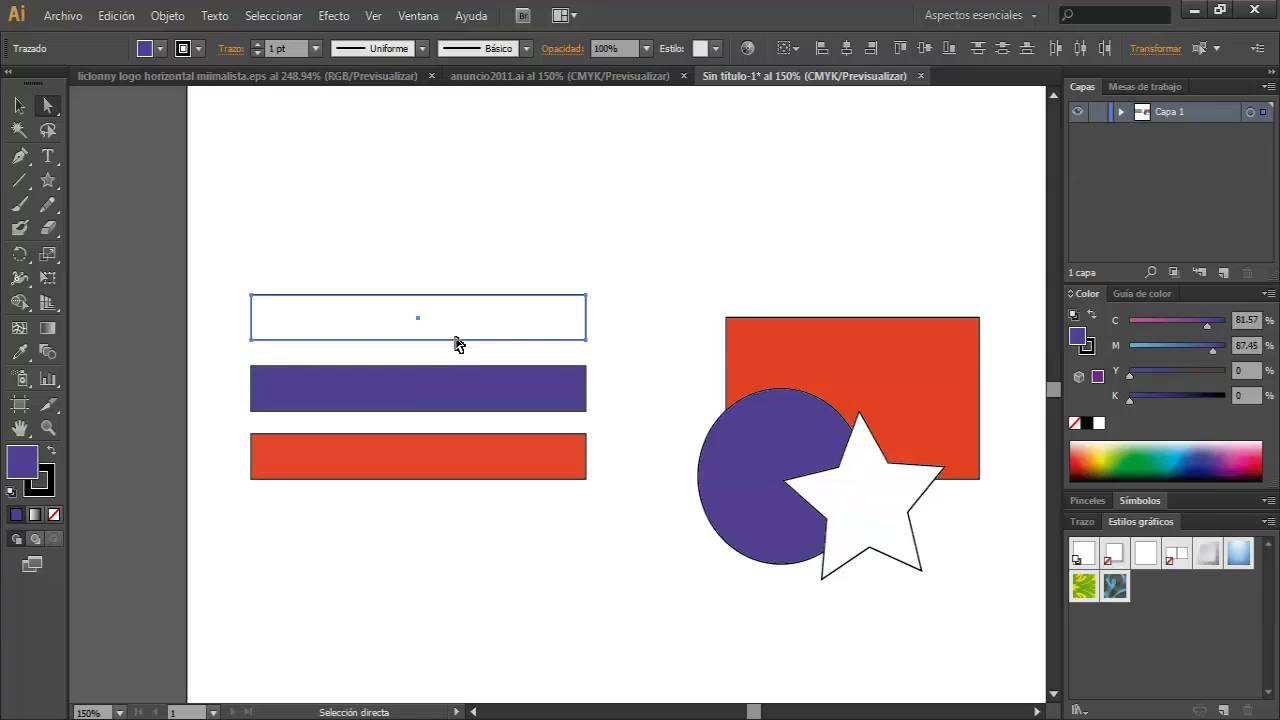 Ai Archivo Edición Objeto Texto Seleccionar Efecto Ver Ventana Ayuda Br Aspectos esenciales
Trazado Trazo: 1 pt Uniforme Básico Opacidad: 100% Estilo: Transformar
liclonny logo horizontal miimalista.eps al 248.94% (RGB/Previsualizar) anuncio2011.ai al 150% (CMYK/Previsualizar) Sin título-1* al 150% (CMYK/Previsualizar)
Capas Mesas de trabajo
Capa 1
1 capa
Color Guía de color
C 81.57 %
M 87.45 %
Y 0 %
K 0 %
Pinceles Símbolos
Trazo Estilos gráficos
150% 1 Selección directa